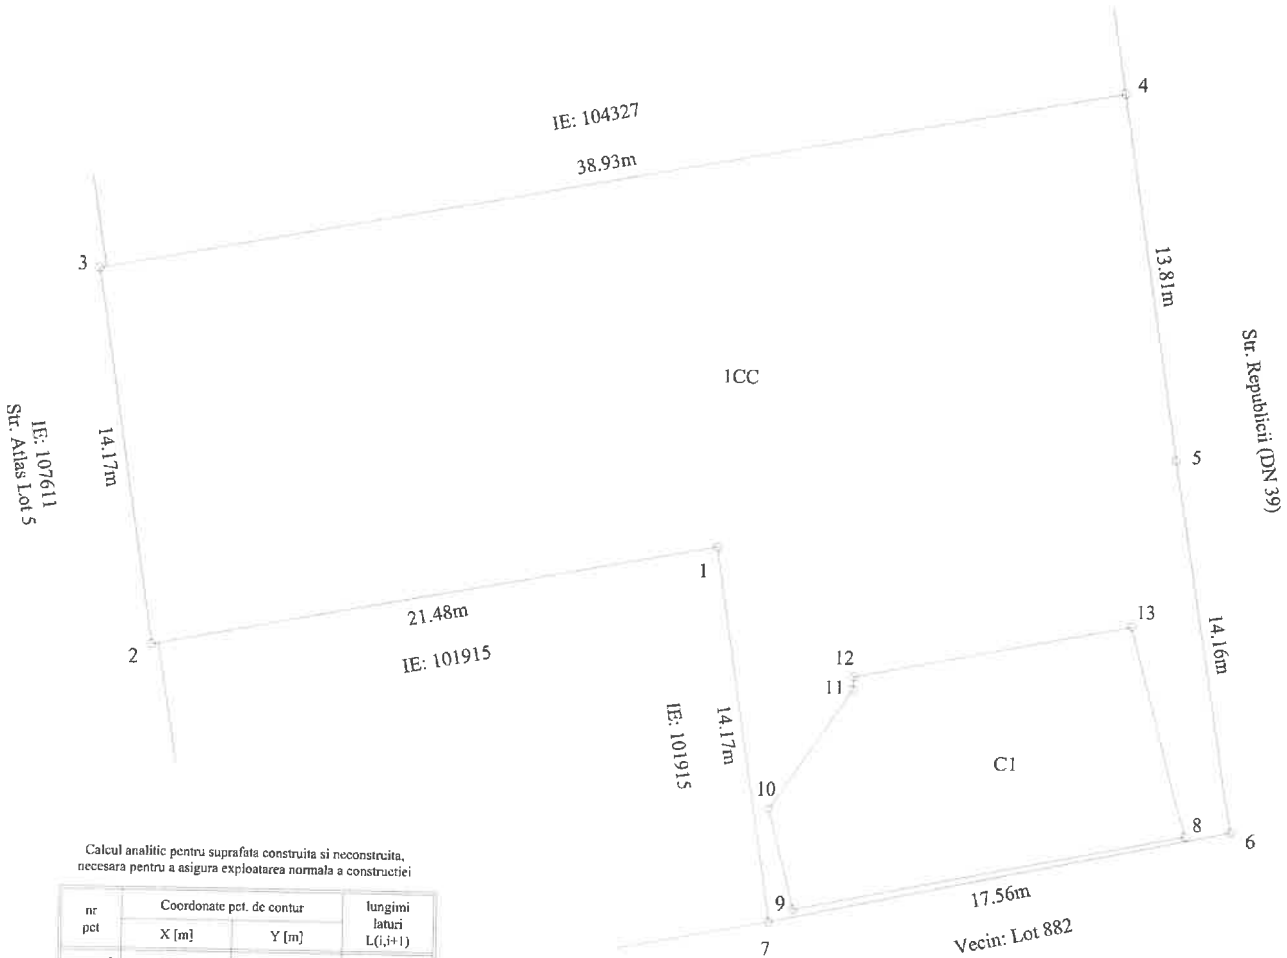 4
IE: 104327
38.93m
3
13.81m
1CC
Str. Republicii (DN 39)
IE: 107611
Str. Atlas Lot 5
14.17m
5
1
21.48m
2
IE: 101915
13
14.16m
12
11
IE: 101915
14.17m
C1
10
8
6
9
17.56m
7
Vecin: Lot 882
Calcul analitic pentru suprafata construita si neconstruita,
necesara pentru a asigura exploatarea normala a constructiei
nr
pct
Coordonate pct. de contur
X [m]
Y [m]
lungimi
laturi
L(i,i+1)